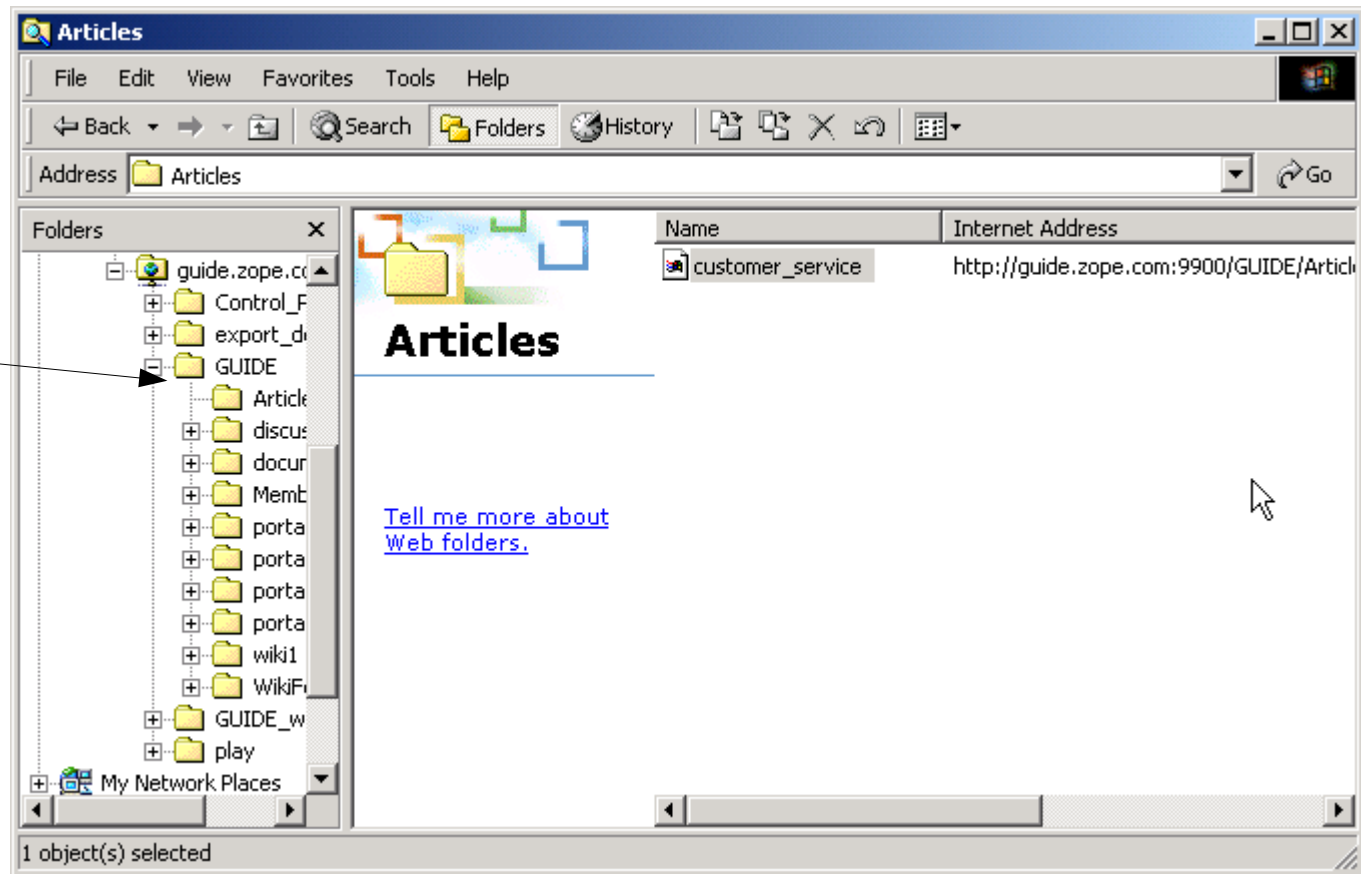 Articles
File Edit View Favorites Tools Help
Back Search Folders History
Address Articles Go
Folders
guide.zope.co
Control_P
export_d
GUIDE
Article
discus
docum
Memb
porta
porta
porta
porta
wiki1
WikiF
GUIDE_w
play
My Network Places
Articles
Tell me more about
Web folders.
Name Internet Address
customer_service http://guide.zope.com:9900/GUIDE/Articl
1 object(s) selected